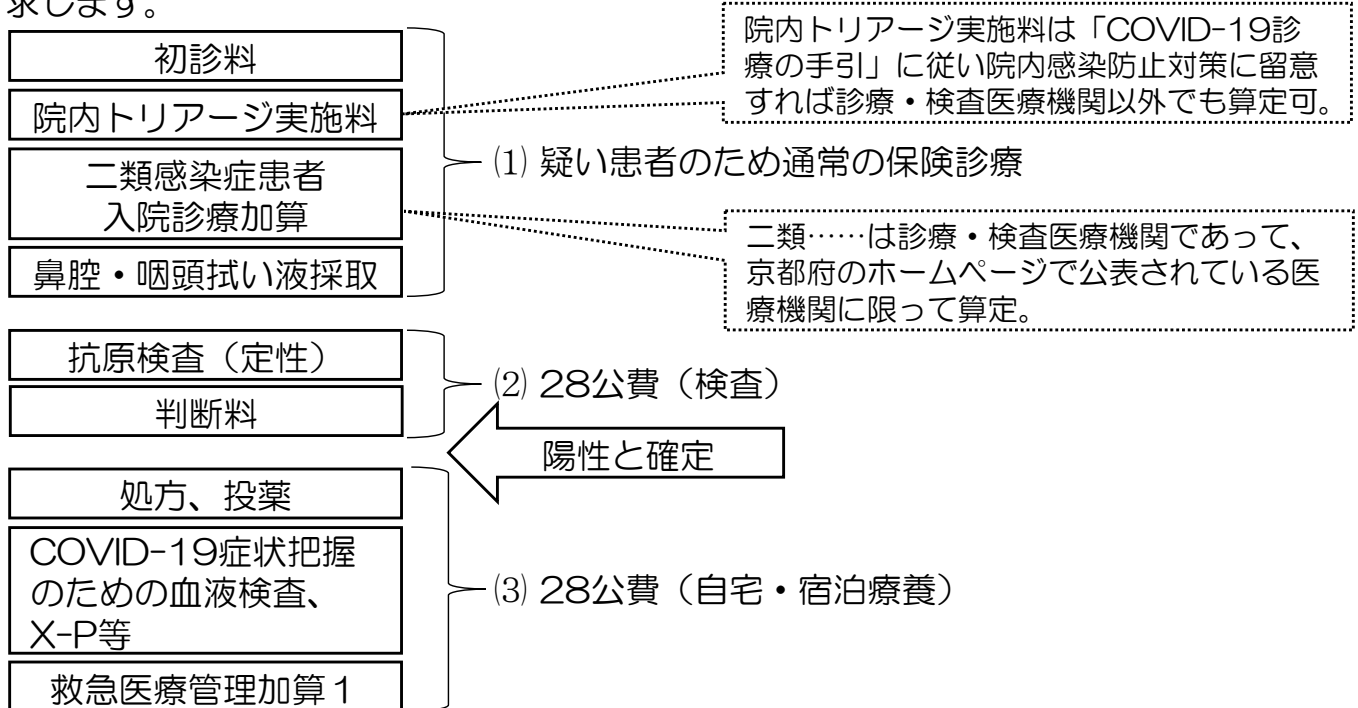 求します。
初診料
院内トリアージ実施料
二類感染症患者
入院診療加算
鼻腔・咽頭拭い液採取
⑴ 疑い患者のため通常の保険診療
院内トリアージ実施料は「COVID-19診
療の手引」に従い院内感染防止対策に留意
すれば診療・検査医療機関以外でも算定可。
二類……は診療・検査医療機関であって、
京都府のホームページで公表されている医
療機関に限って算定。
抗原検査（定性）
判断料
⑵ 28公費（検査）
陽性と確定
処方、投薬
COVID-19症状把握
のための血液検査、
X-P等
救急医療管理加算１
⑶ 28公費（自宅・宿泊療養）